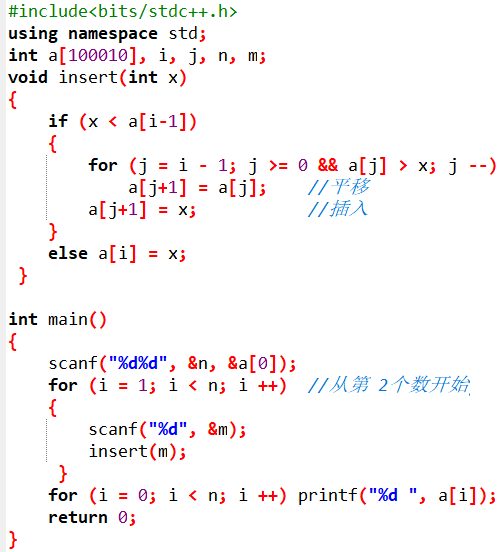 #include<bits/stdc++.h>
using namespace std;
int a[100010], i, j, n, m;
void insert(int x)
{
    if (x < a[i-1])
    {
        for (j = i - 1; j >= 0 && a[j] > x; j --)
            a[j+1] = a[j];    //平移
        a[j+1] = x;           //插入
    }
    else a[i] = x;
}

int main()
{
    scanf("%d%d", &n, &a[0]);
    for (i = 1; i < n; i ++)  //从第 2个数开始
    {
        scanf("%d", &m);
        insert(m);
    }
    for (i = 0; i < n; i ++) printf("%d ", a[i]);
    return 0;
}